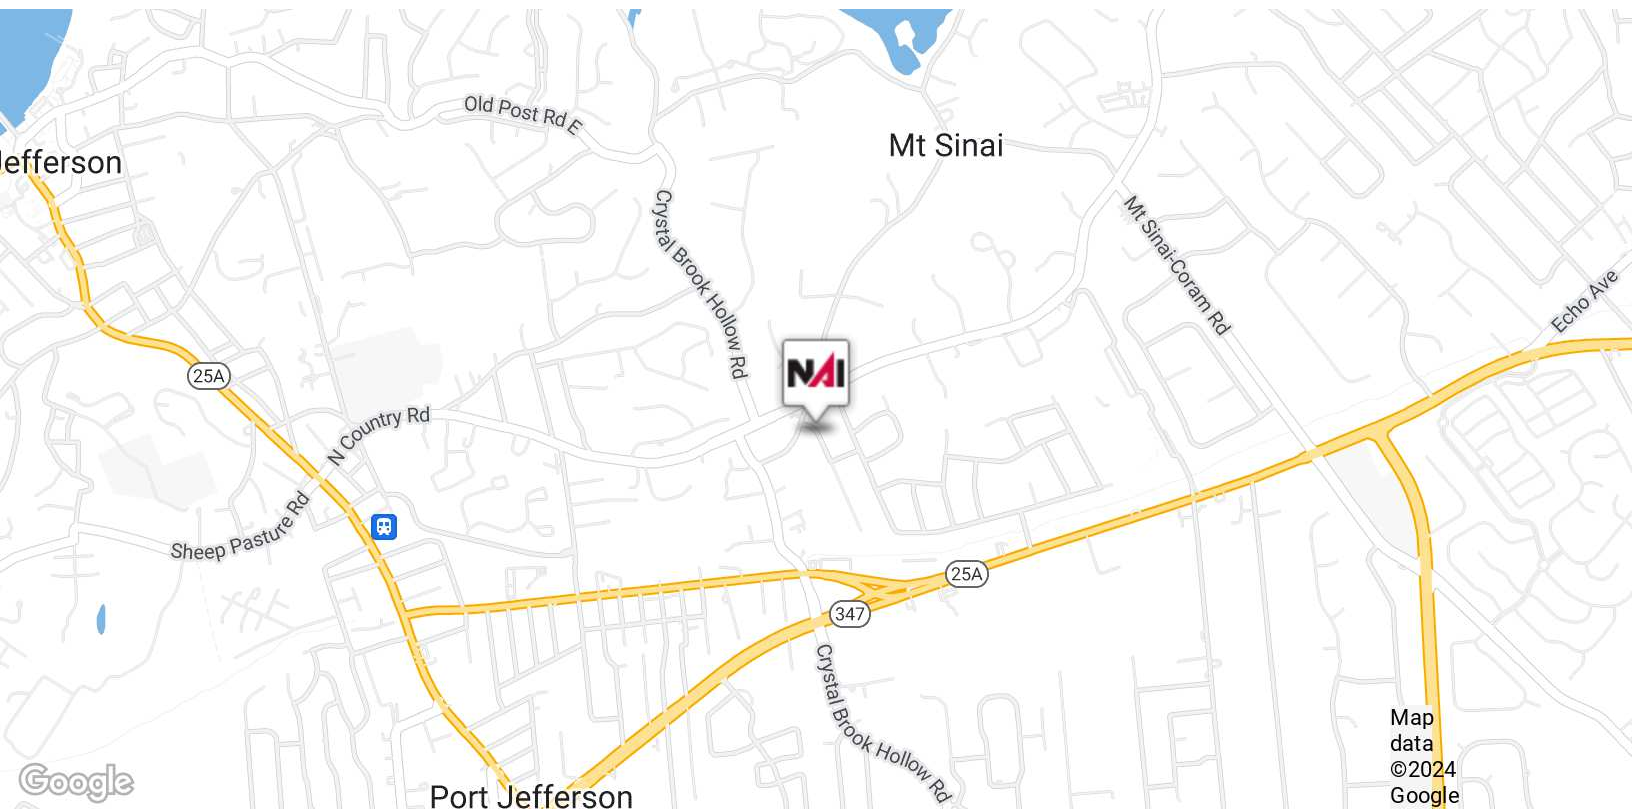 Old Post Rd E
Mt Sinai
Jefferson
Crystal Brook Hollow Rd
Mt Sinai-Coram Rd
Echo Ave
NAI
25A
N Country Rd
Sheep Pasture Rd
25A
347
Crystal Brook Hollow Rd
Map
data
©2024
Google
Google
Port Jefferson